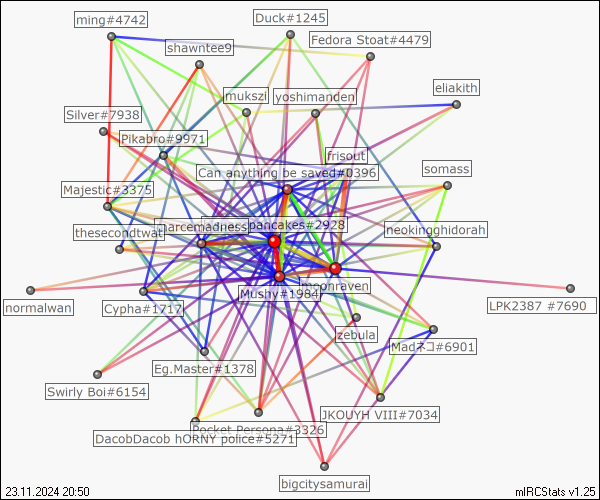 ming#4742
Duck#1245
Fedora Stoat#4479
shawntee9
eliakith
mukszi
yoshimanden
Silver#7938
Pikabro#9971
frisout
Can anything be saved#0396
somass
Majestic#3375
harcemadness
pancakes#2928
thesecondtwat
neokingghidorah
moonraven
Mushy#1984
normalwan
Cypha#1717
LPK2387 #7690
zebula
Madネコ#6901
Eg.Master#1378
Swirly Boi#6154
JKOUYH VIII#7034
Pocket Persona#3326
DacobDacob hORNY police#5271
bigcitysamurai
23.11.2024 20:50
mIRCStats v1.25